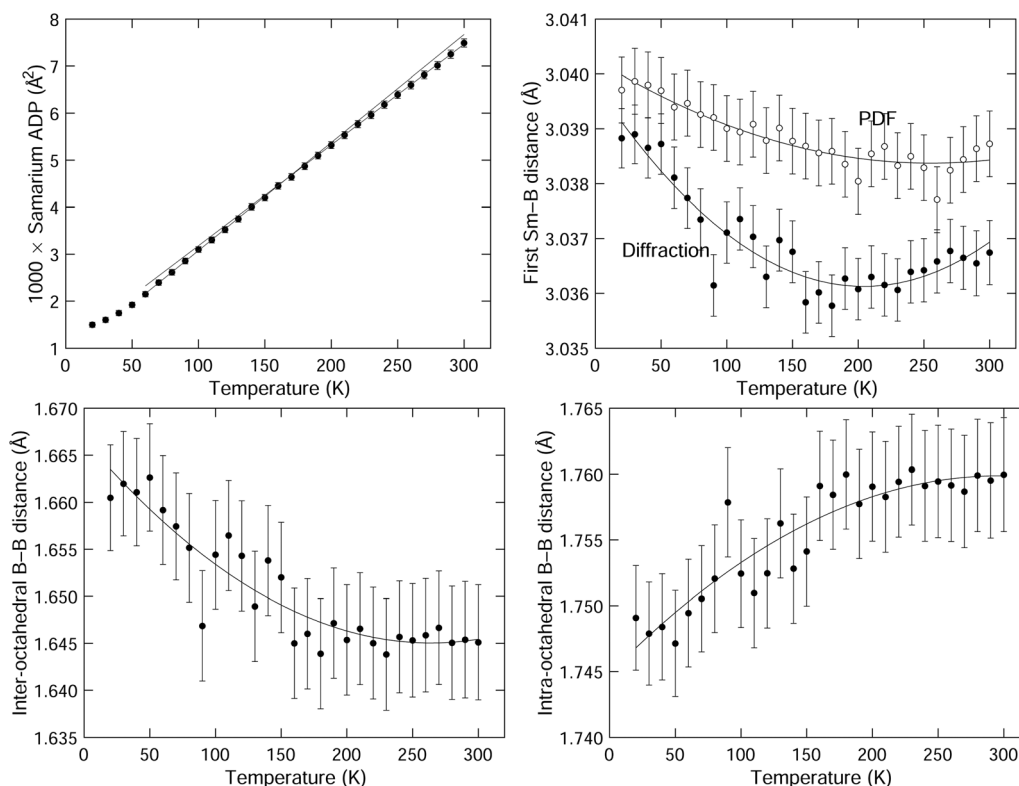 8
7
6
5
4
3
2
1
0 50 100 150 200 250 300
Temperature (K)
1000 × Samarium ADP (Å²)
3.041
3.040
3.039
3.038
3.037
3.036
3.035
0 50 100 150 200 250 300
Temperature (K)
First Sm–B distance (Å)
PDF
Diffraction
1.670
1.665
1.660
1.655
1.650
1.645
1.640
1.635
0 50 100 150 200 250 300
Temperature (K)
Inter-octahedral B–B distance (Å)
1.765
1.760
1.755
1.750
1.745
1.740
0 50 100 150 200 250 300
Temperature (K)
Intra-octahedral B–B distance (Å)